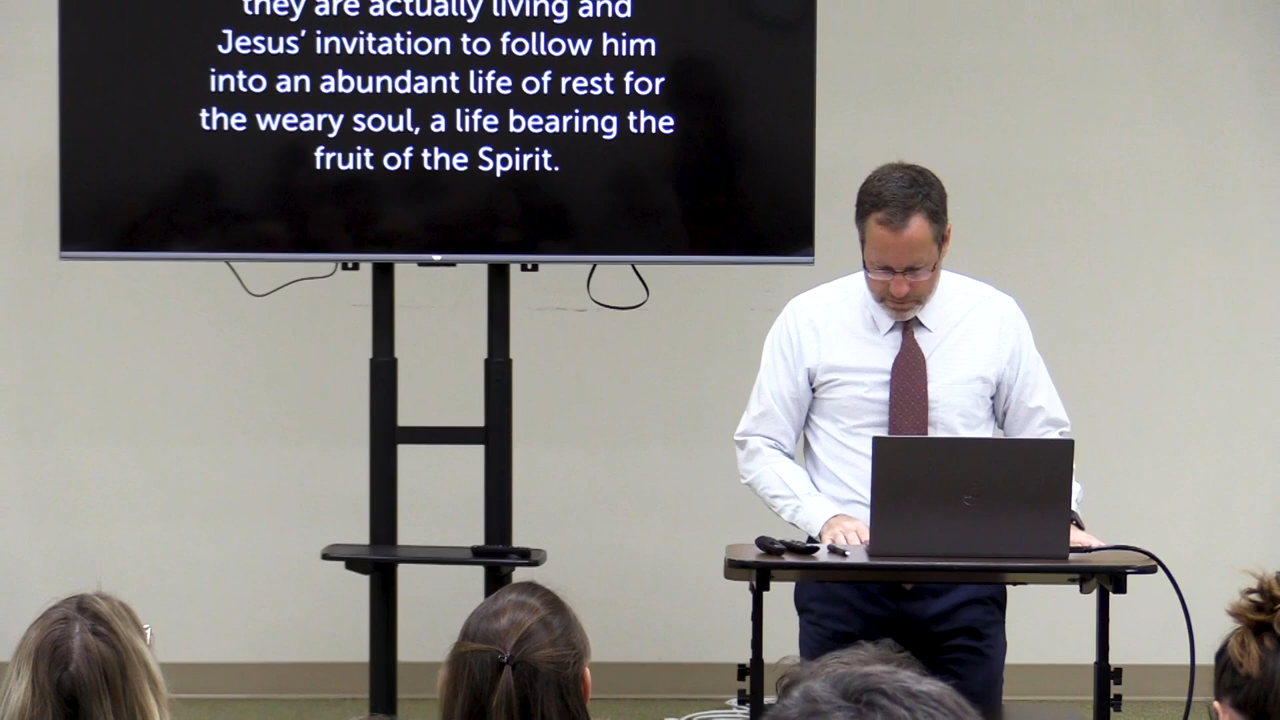 they are actually living and
Jesus’ invitation to follow him
into an abundant life of rest for
the weary soul, a life bearing the
fruit of the Spirit.